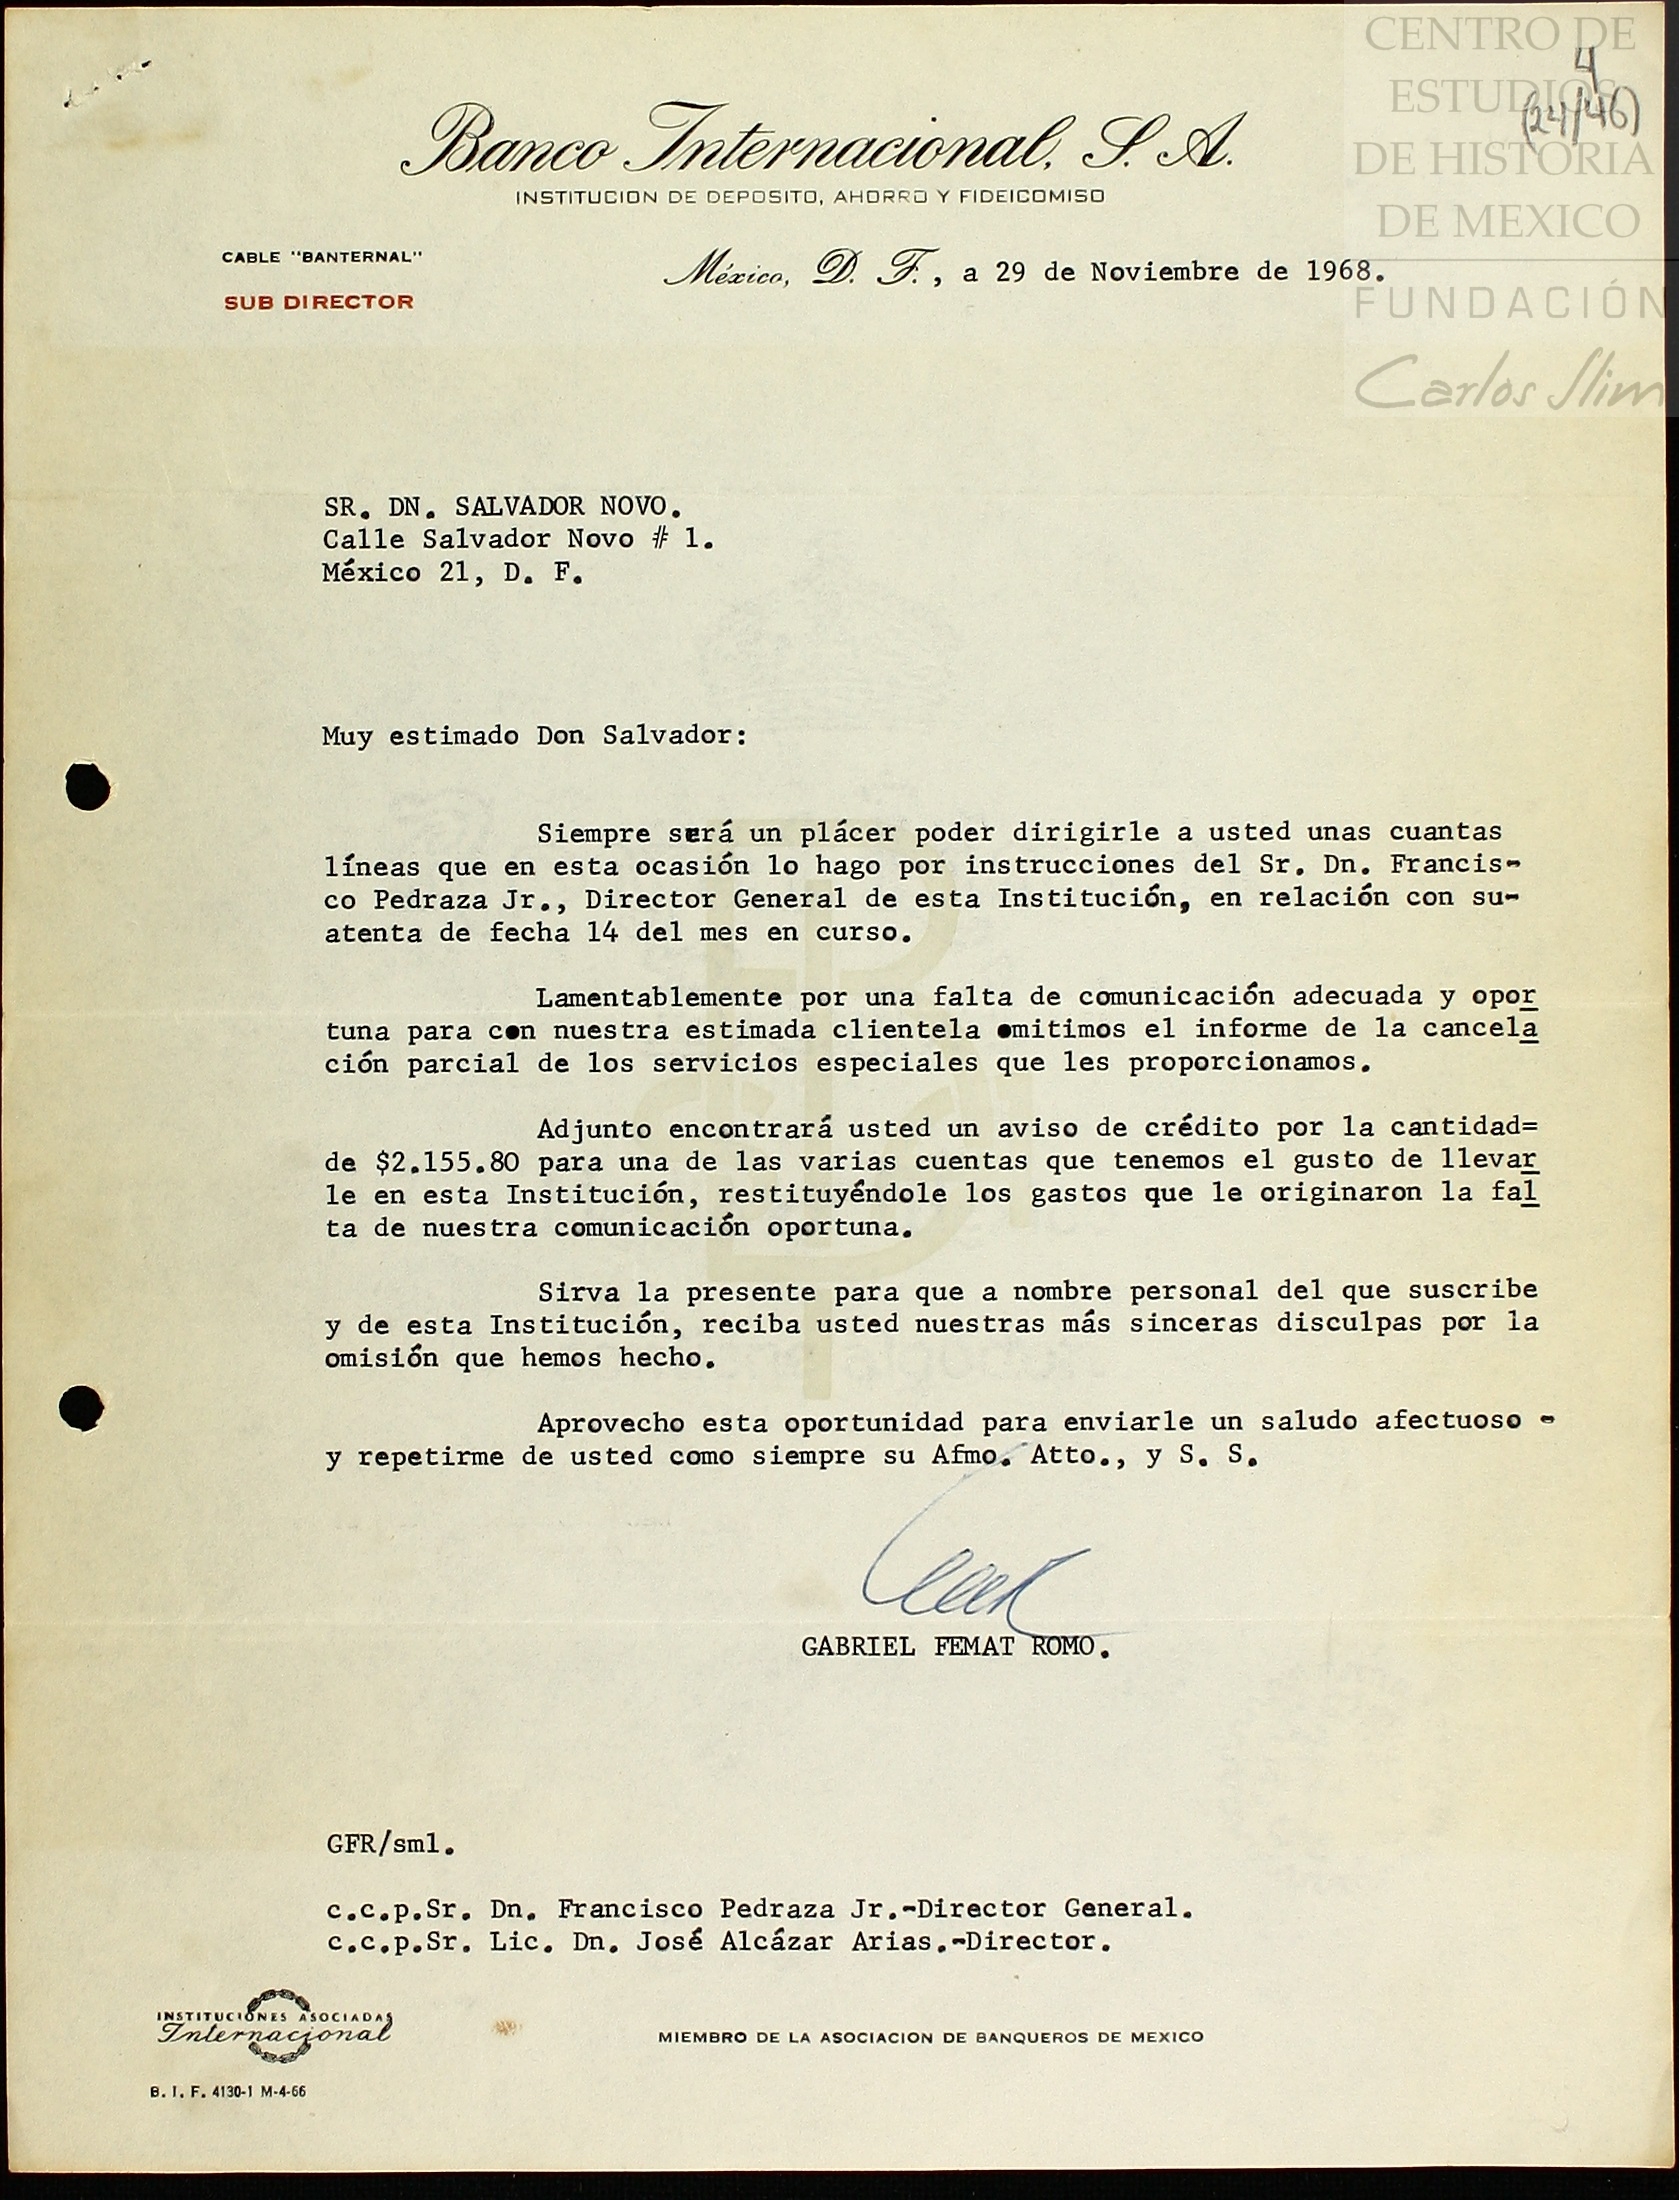 CENTRO DE
ESTUDIOS
DE HISTORIA
DE MEXICO
FUNDACIÓN
Carlos Slim
4
(24/46)
Banco Internacional, S. A.
INSTITUCION DE DEPOSITO, AHORRO Y FIDEICOMISO
CABLE "BANTERNAL"
SUB DIRECTOR
México, D. F., a 29 de Noviembre de 1968.
SR. DN. SALVADOR NOVO.
Calle Salvador Novo # 1.
México 21, D. F.
Muy estimado Don Salvador:
Siempre será un plácer poder dirigirle a usted unas cuantas
líneas que en esta ocasión lo hago por instrucciones del Sr. Dn. Francis-
co Pedraza Jr., Director General de esta Institución, en relación con su-
atenta de fecha 14 del mes en curso.
Lamentablemente por una falta de comunicación adecuada y opor
tuna para con nuestra estimada clientela omitimos el informe de la cancela
ción parcial de los servicios especiales que les proporcionamos.
Adjunto encontrará usted un aviso de crédito por la cantidad=
de $2.155.80 para una de las varias cuentas que tenemos el gusto de llevar
le en esta Institución, restituyéndole los gastos que le originaron la fal
ta de nuestra comunicación oportuna.
Sirva la presente para que a nombre personal del que suscribe
y de esta Institución, reciba usted nuestras más sinceras disculpas por la
omisión que hemos hecho.
Aprovecho esta oportunidad para enviarle un saludo afectuoso -
y repetirme de usted como siempre su Afmo. Atto., y S. S.
GABRIEL FEMAT ROMO.
GFR/sml.
c.c.p.Sr. Dn. Francisco Pedraza Jr.-Director General.
c.c.p.Sr. Lic. Dn. José Alcázar Arias.-Director.
INSTITUCIONES ASOCIADAS
Internacional
MIEMBRO DE LA ASOCIACION DE BANQUEROS DE MEXICO
B. I. F. 4130-1 M-4-66